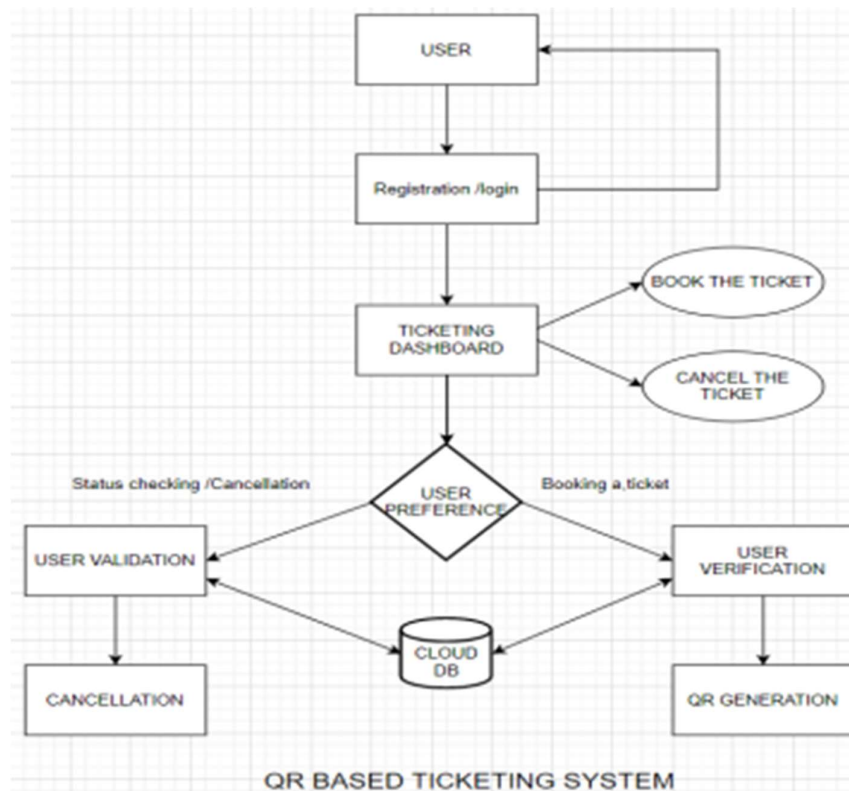 USER
Registration /login
BOOK THE TICKET
TICKETING
DASHBOARD
CANCEL THE
TICKET
Status checking /Cancellation
USER
PREFERENCE
Booking a,ticket
USER VALIDATION
USER
VERIFICATION
CLOUD
DB
CANCELLATION
QR GENERATION
QR BASED TICKETING SYSTEM